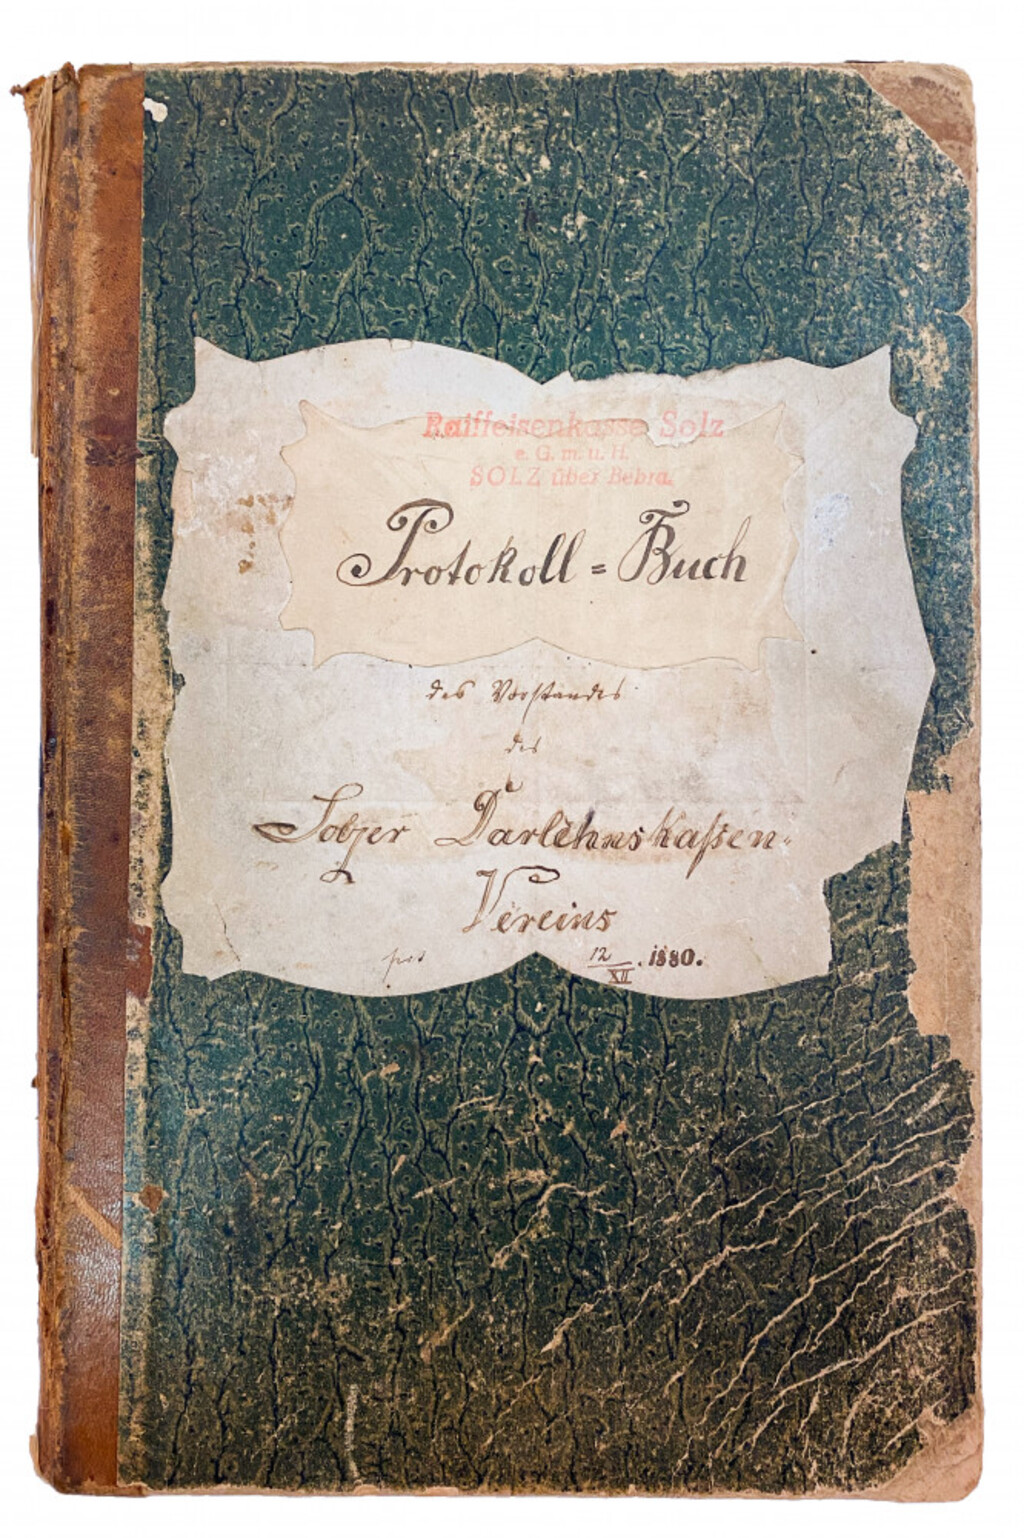 Raiffeisenkasse Solz
e. G. m. u. H.
SOLZ über Bebra.
Protokoll = Buch
des Vorstandes
des
Solzer Darlehnskaßen-
Vereins
12/XII. 1880.